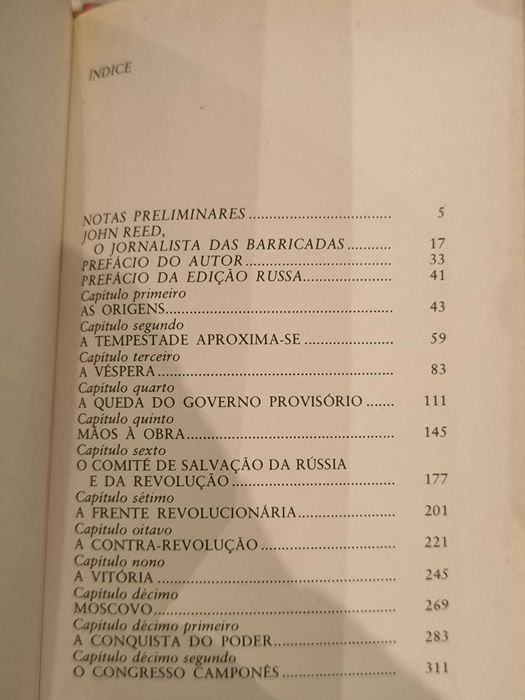 INDICE
NOTAS PRELIMINARES ................................... 5
JOHN REED,
O JORNALISTA DAS BARRICADAS ........... 17
PREFÁCIO DO AUTOR .................................... 33
PREFÁCIO DA EDIÇÃO RUSSA ...................... 41
Capítulo primeiro
AS ORIGENS ........................................................ 43
Capítulo segundo
A TEMPESTADE APROXIMA-SE ...................... 59
Capítulo terceiro
A VÉSPERA .......................................................... 83
Capítulo quarto
A QUEDA DO GOVERNO PROVISÓRIO ....... 111
Capítulo quinto
MÃOS À OBRA ................................................... 145
Capítulo sexto
O COMITÉ DE SALVAÇÃO DA RÚSSIA
E DA REVOLUÇÃO ........................................ 177
Capítulo sétimo
A FRENTE REVOLUCIONÁRIA ........................ 201
Capítulo oitavo
A CONTRA-REVOLUÇÃO ................................. 221
Capítulo nono
A VITÓRIA .......................................................... 245
Capítulo décimo
MOSCOVO ........................................................... 269
Capítulo décimo primeiro
A CONQUISTA DO PODER .............................. 283
Capítulo décimo segundo
O CONGRESSO CAMPONÊS ............................ 311